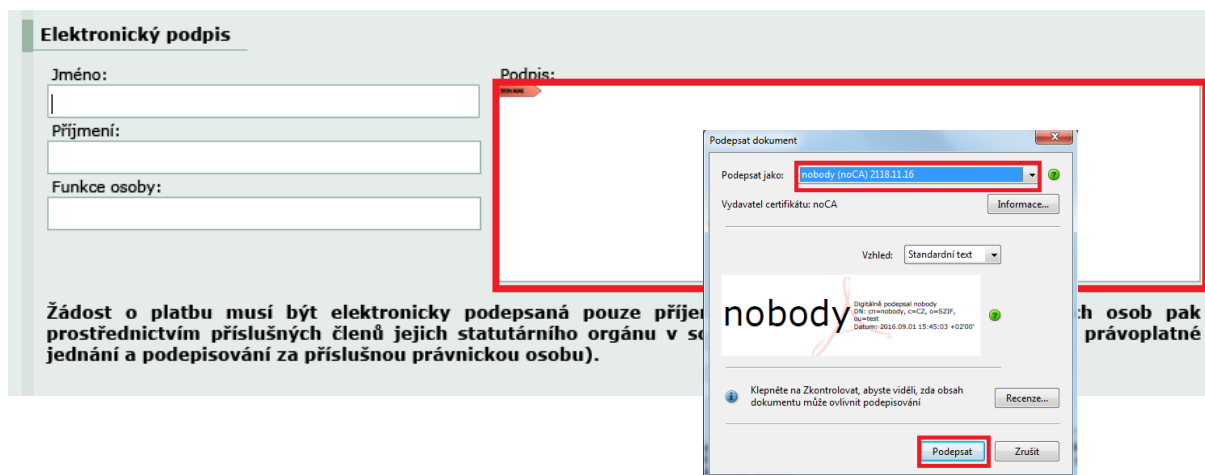 Elektronický podpis
Jméno:
Podpis:
Příjmení:
Funkce osoby:
Podepsat dokument
Podepsat jako: nobody (noCA) 2118.11.16
Vydavatel certifikátu: noCA Informace...
Vzhled: Standardní text
nobody
Digitálně podepsal nobody
DN: cn=nobody, c=CZ, o=SZIF,
ou=test
Datum: 2016.09.01 15:45:03 +02'00'
Klepněte na Zkontrolovat, abyste viděli, zda obsah
dokumentu může ovlivnit podepisování
Recenze...
Podepsat Zrušit
Žádost o platbu musí být elektronicky podepsaná pouze příjem h osob pak
prostřednictvím příslušných členů jejich statutárního orgánu v so právoplatné
jednání a podepisování za příslušnou právnickou osobu).